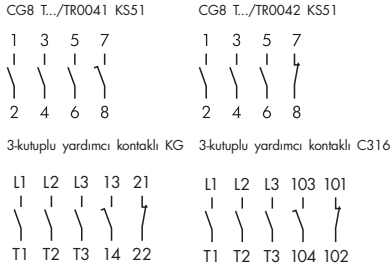 CG8 T.../TR0041 KS51 CG8 T.../TR0042 KS51
1 3 5 7 1 3 5 7
2 4 6 8 2 4 6 8
3-kutuplu yardımcı kontaklı KG 3-kutuplu yardımcı kontaklı C316
L1 L2 L3 13 21 L1 L2 L3 103 101
T1 T2 T3 14 22 T1 T2 T3 104 102